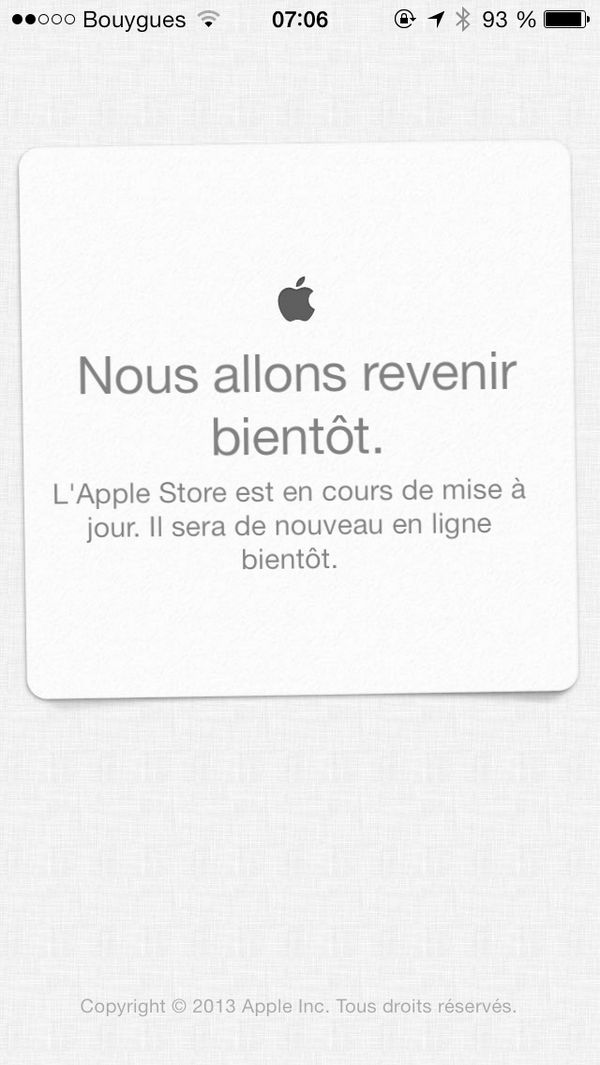 Bouygues 07:06 93 %
Nous allons revenir
bientôt.
L'Apple Store est en cours de mise à
jour. Il sera de nouveau en ligne
bientôt.
Copyright © 2013 Apple Inc. Tous droits réservés.